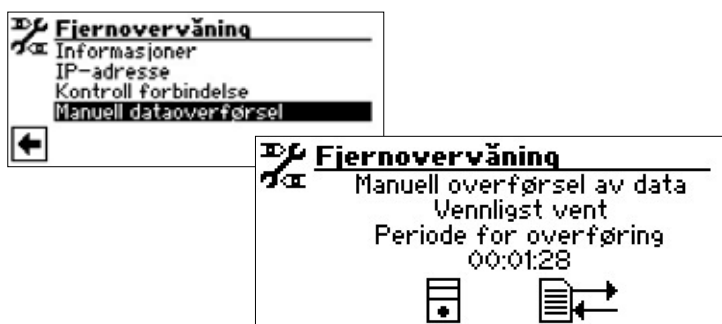 Fjernovervåning
Informasjoner
IP-adresse
Kontroll forbindelse
Manuell dataoverførsel
Fjernovervåning
Manuell overførsel av data
Vennligst vent
Periode for overføring
00:01:28